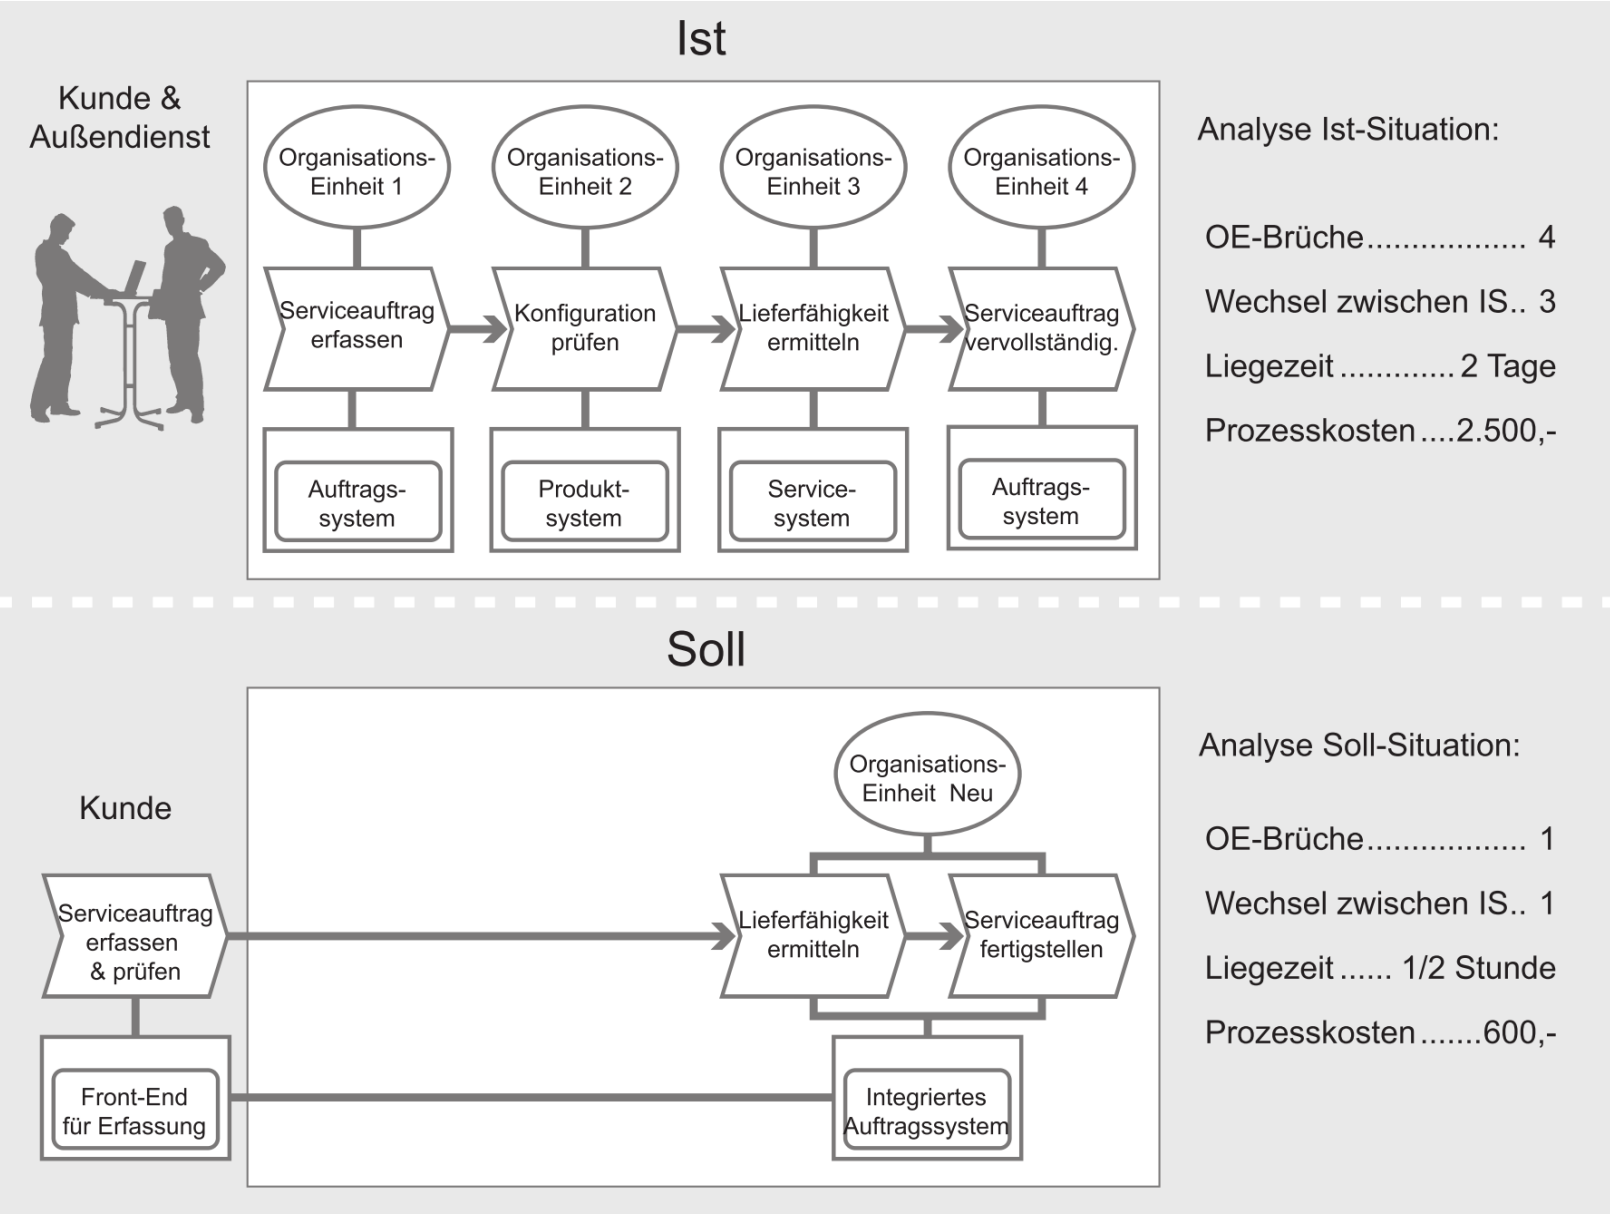 Ist
Kunde &
Außendienst
Organisations-
Einheit 1
Organisations-
Einheit 2
Organisations-
Einheit 3
Organisations-
Einheit 4
Serviceauftrag
erfassen
Konfiguration
prüfen
Lieferfähigkeit
ermitteln
Serviceauftrag
vervollständig.
Auftrags-
system
Produkt-
system
Service-
system
Auftrags-
system
Analyse Ist-Situation:
OE-Brüche.................. 4
Wechsel zwischen IS.. 3
Liegezeit ............. 2 Tage
Prozesskosten ....2.500,-
Soll
Kunde
Serviceauftrag
erfassen
& prüfen
Organisations-
Einheit Neu
Lieferfähigkeit
ermitteln
Serviceauftrag
fertigstellen
Front-End
für Erfassung
Integriertes
Auftragssystem
Analyse Soll-Situation:
OE-Brüche.................. 1
Wechsel zwischen IS.. 1
Liegezeit ...... 1/2 Stunde
Prozesskosten .......600,-